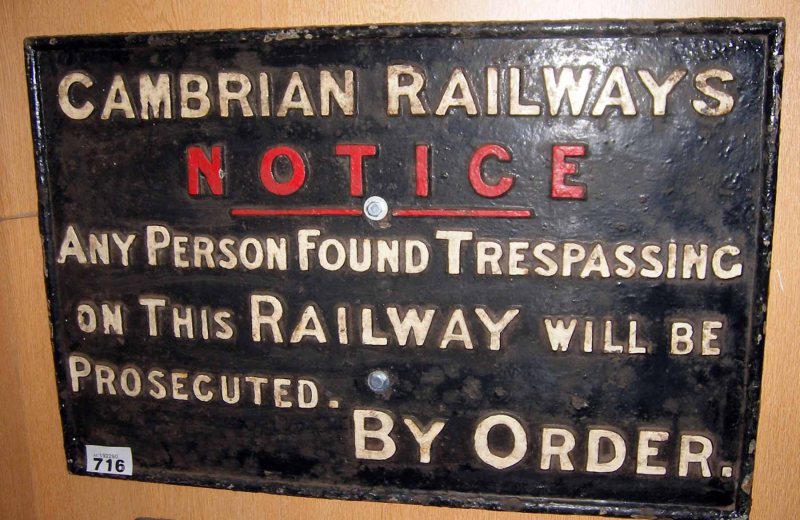 CAMBRIAN RAILWAYS
NOTICE
ANY PERSON FOUND TRESPASSING
ON THIS RAILWAY WILL BE
PROSECUTED.
BY ORDER.
716